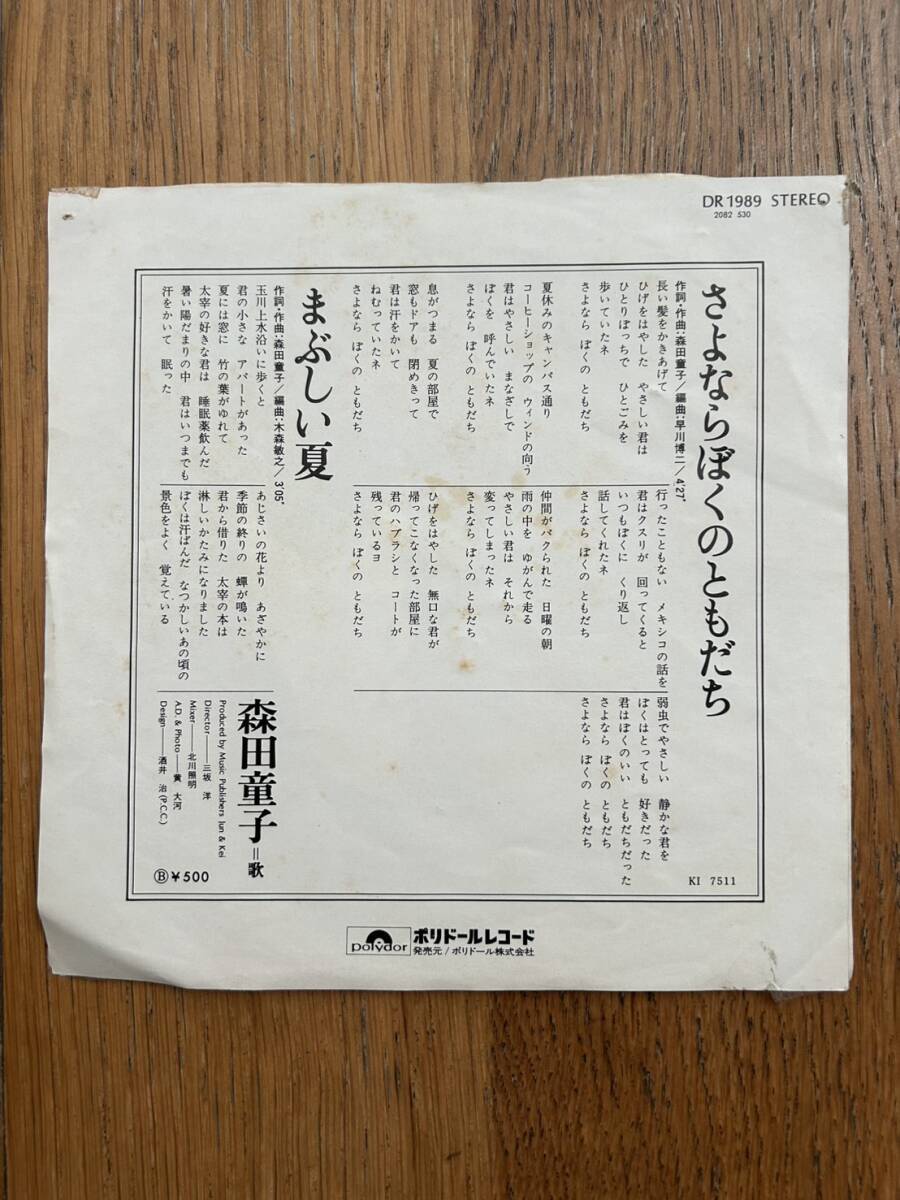 DR 1989 STEREO
2082 530
さよならぼくのともだち
作詞・作曲:森田童子/編曲:早川博二/4'27"
長い髪をかきあげて
ひげをはやした やさしい君は
ひとりぼっちで ひとごみを
歩いていたネ
さよなら ぼくの ともだち
夏休みのキャンバス通り
コーヒーショップの ウィンドの向う
君はやさしい まなざしで
ぼくを 呼んでいたネ
さよなら ぼくの ともだち
息がつまる 夏の部屋で
窓もドアも 閉めきって
君は汗をかいて
ねむっていたネ
さよなら ぼくの ともだち
行ったこともない メキシコの話を
君はクスリが 回ってくると
いつもぼくに くり返し
話してくれたネ
さよなら ぼくの ともだち
仲間がパクられた 日曜の朝
雨の中を ゆがんで走る
やさしい君は それから
変ってしまったネ
さよなら ぼくの ともだち
ひげをはやした 無口な君が
帰ってこなくなった部屋に
君のハブラシと コートが
残っているヨ
さよなら ぼくの ともだち
弱虫でやさしい 静かな君を
ぼくはとっても 好きだった
君はぼくのいい ともだちだった
さよなら ぼくの ともだち
さよなら ぼくの ともだち
KI 7511
まぶしい夏
作詞・作曲:森田童子/編曲:木森敏之/3'05"
玉川上水沿いに歩くと
君の小さな アパートがあった
夏には窓に 竹の葉がゆれて
太宰の好きな君は 睡眠薬飲んだ
暑い陽だまりの中 君はいつまでも
汗をかいて 眠った
あじさいの花より あざやかに
季節の終りの 蟬が鳴いた
君から借りた 太宰の本は
淋しいかたみになりました
ぼくは汗ばんだ なつかしいあの頃の
景色をよく 覚えている
森田童子=歌
Produced by Music Publishers Jun & Kei
Director――三坂 洋
Mixer――北川照明
A.D. & Photo――黄 大河
Design――酒井 治(P.C.C.)
Ⓑ¥500
polydor ポリドールレコード
発売元/ポリドール株式会社